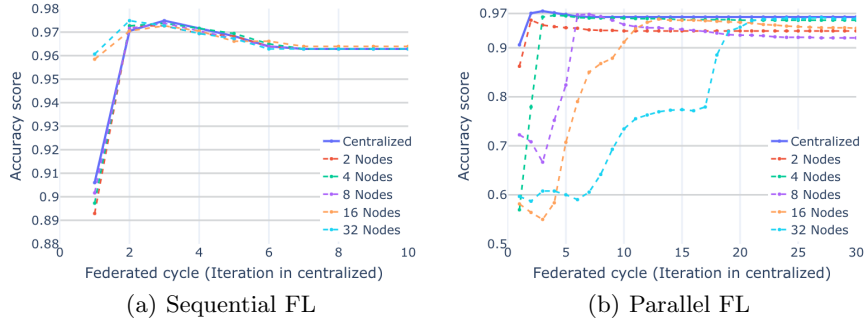 0.98
0.97
0.96
0.95
0.94
0.93
0.92
0.91
0.9
0.89
0.88
Accuracy score
0
2
4
6
8
10
Federated cycle (Iteration in centralized)
Centralized
2 Nodes
4 Nodes
8 Nodes
16 Nodes
32 Nodes
(a) Sequential FL
0.97
0.9
0.8
0.7
0.6
0.5
Accuracy score
0
5
10
15
20
25
30
Federated cycle (Iteration in centralized)
Centralized
2 Nodes
4 Nodes
8 Nodes
16 Nodes
32 Nodes
(b) Parallel FL